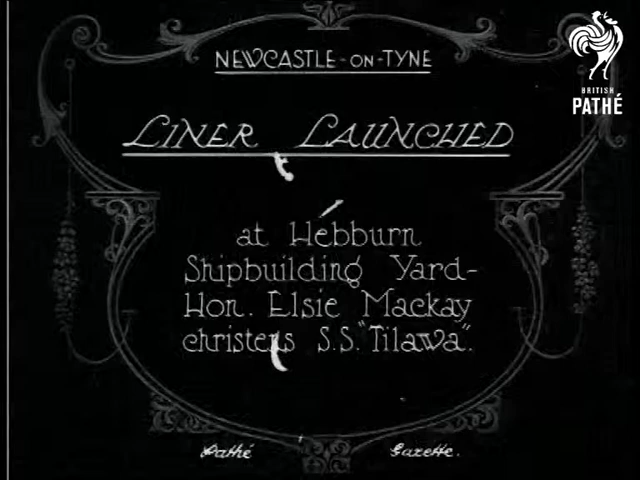 NEWCASTLE-ON-TYNE
BRITISH
PATHÉ
LINER LAUNCHED
at Hebburn
Shipbuilding Yard-
Hon. Elsie Mackay
christens S.S."Tilawa".
Pathé Gazette.